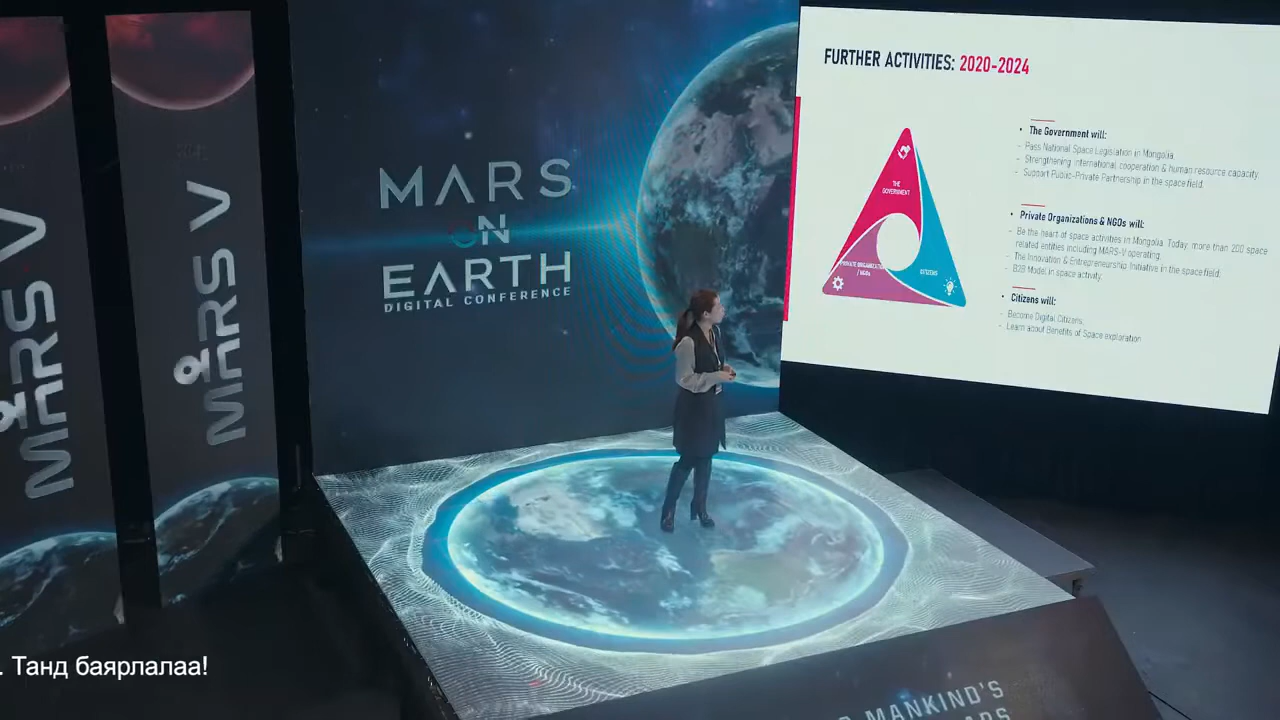 MARS V
MARS V
MARS
ON
EARTH
DIGITAL CONFERENCE
FURTHER ACTIVITIES: 2020-2024
THE
GOVERNMENT
PRIVATE ORGANIZATIONS
/ NGOs
CITIZENS
• The Government will:
- Pass National Space Legislation in Mongolia.
- Strengthening international cooperation & human resource capacity.
- Support Public-Private Partnership in the space field.
• Private Organizations & NGOs will:
- Be the heart of space activities in Mongolia. Today, more than 200 space
related entities including MARS-V operating.
- The Innovation & Entrepreneurship Initiative in the space field.
- B2B Model in space activity.
• Citizens will:
- Become Digital Citizens.
- Learn about Benefits of Space exploration
. Танд баярлалаа!
MANKIND'S